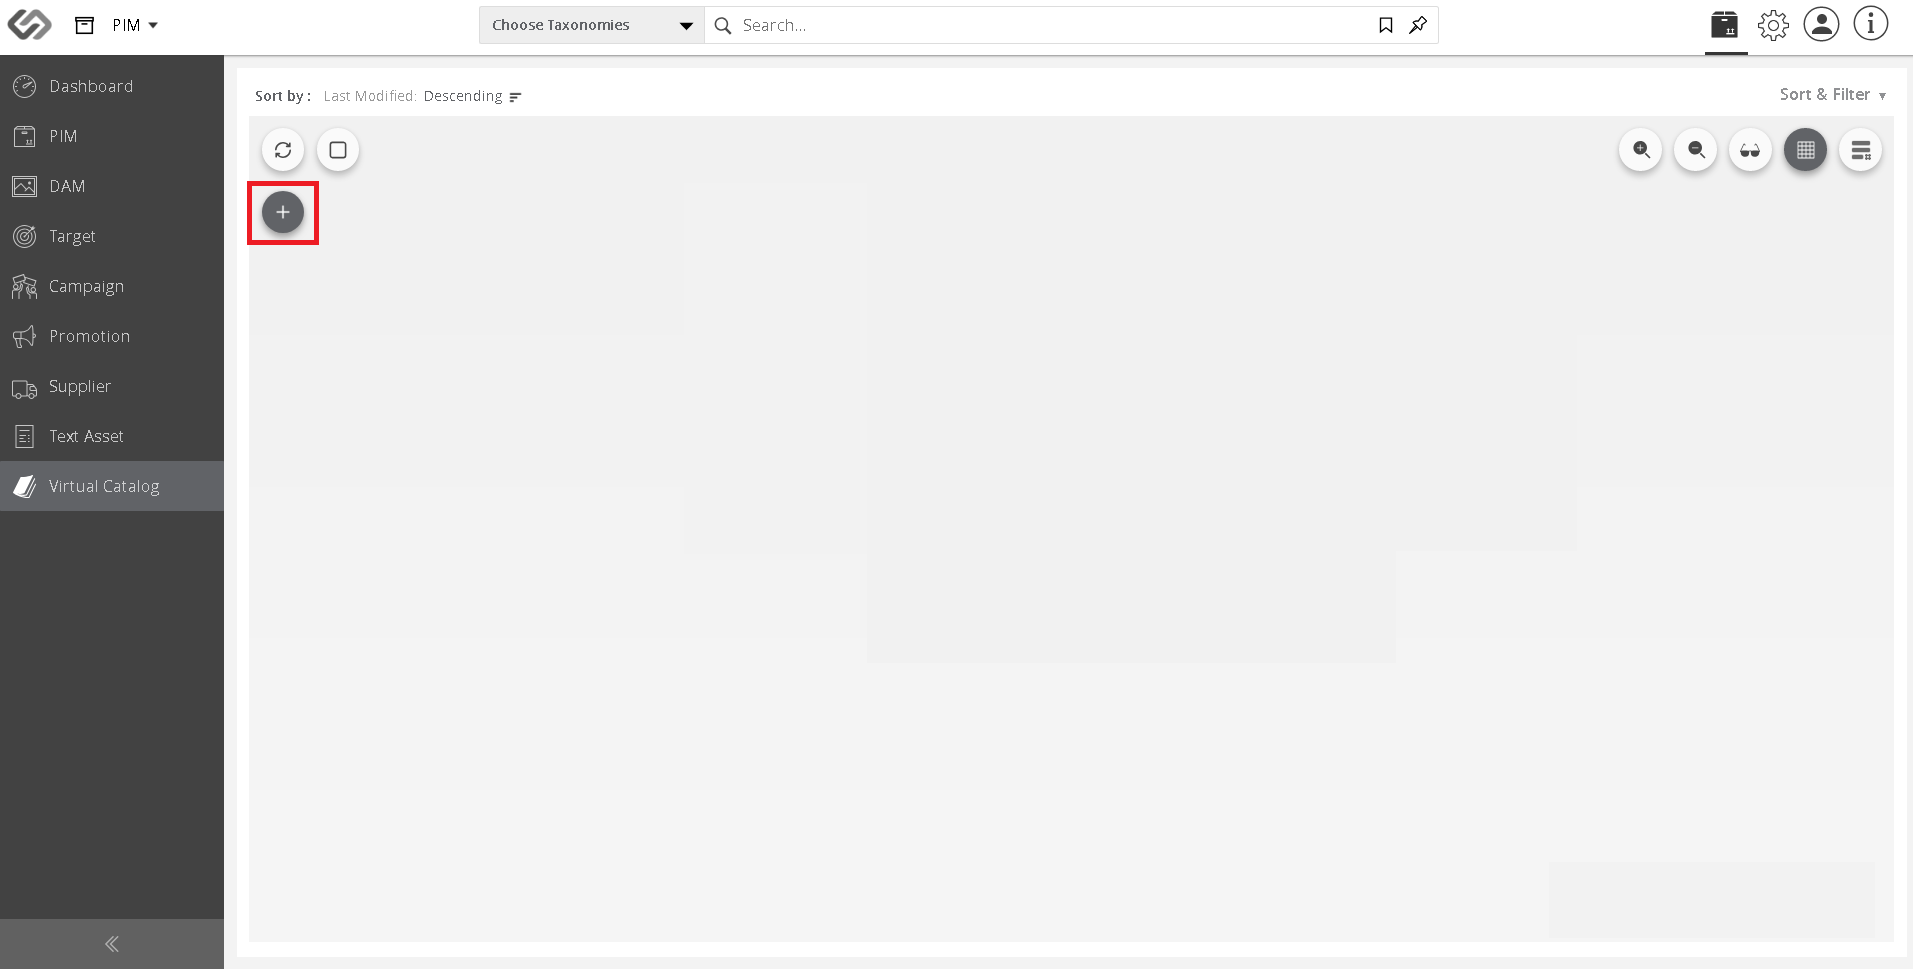 PIM
Choose Taxonomies
Search...
Dashboard
PIM
DAM
Target
Campaign
Promotion
Supplier
Text Asset
Virtual Catalog
Sort by : Last Modified: Descending
Sort & Filter